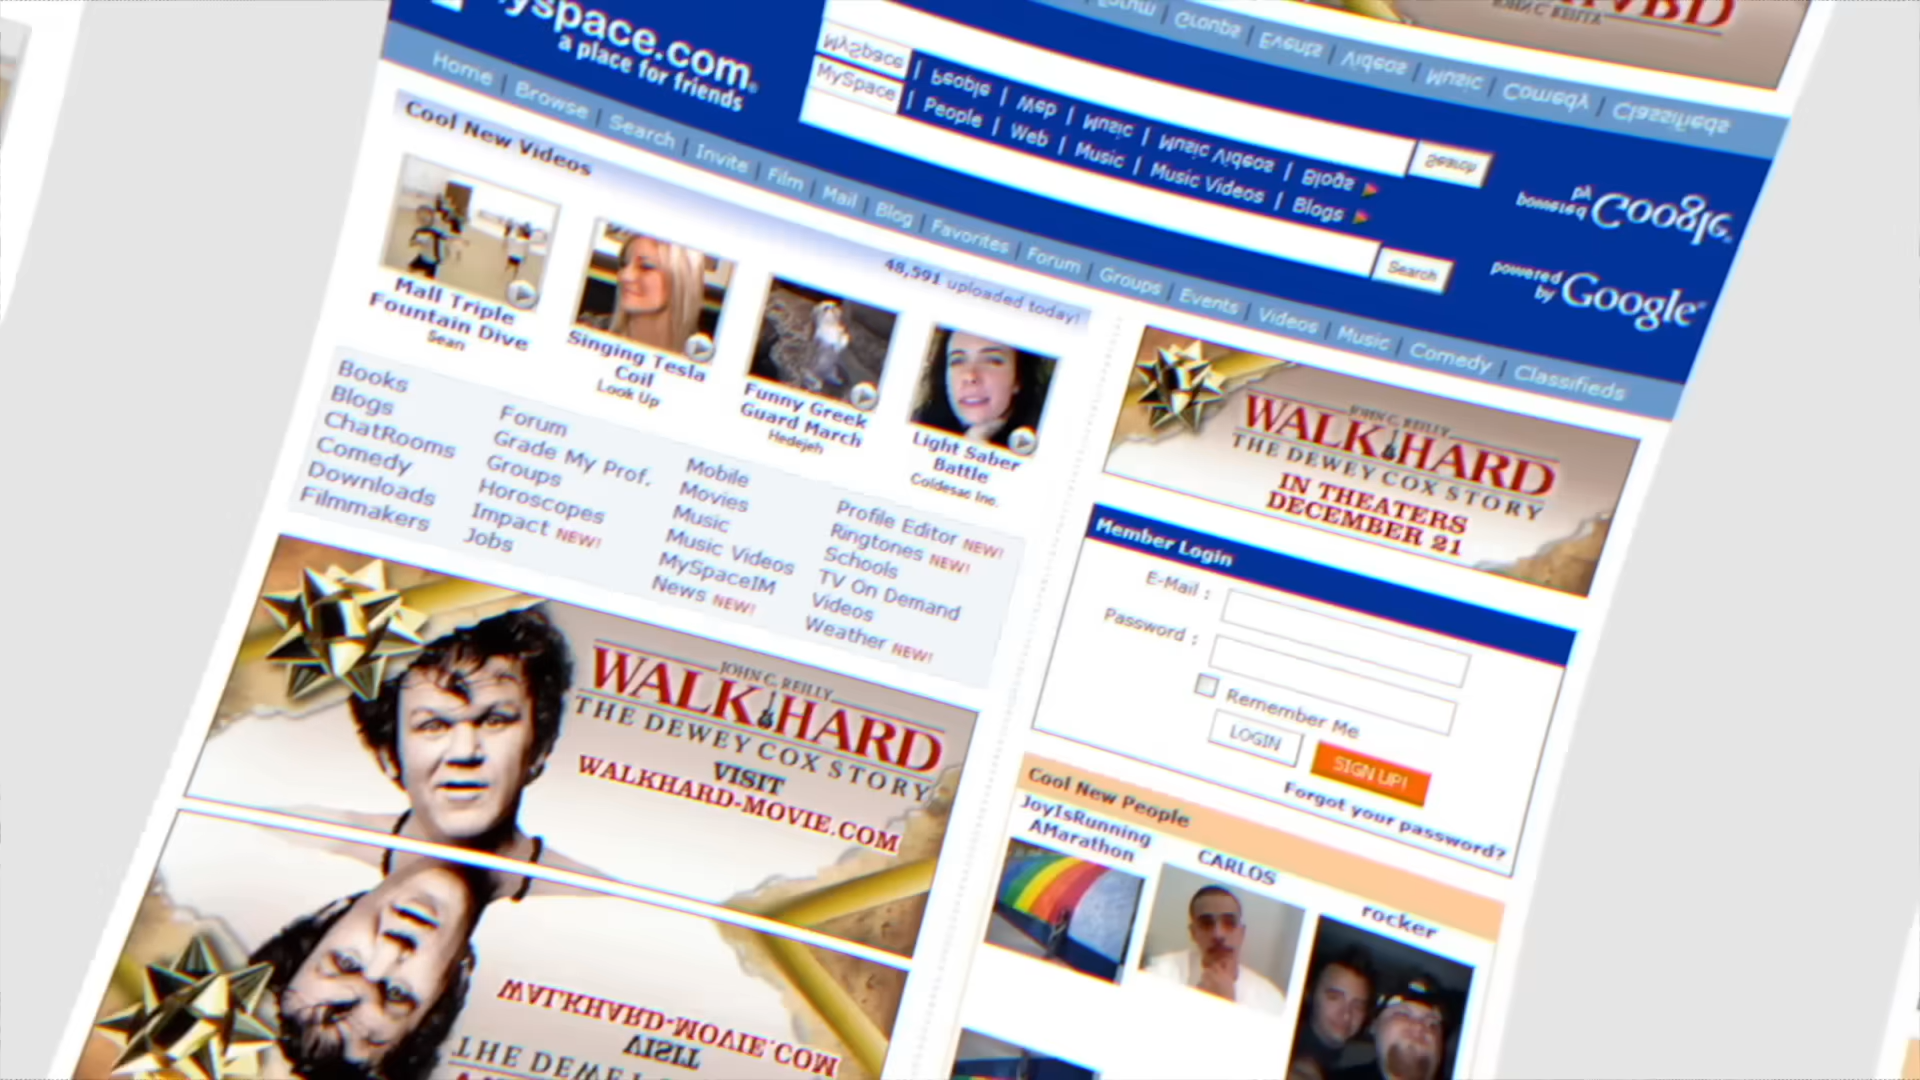 myspace.com
a place for friends
MySpace | People | Web | Music | Music Videos | Blogs
Search
powered by Google
Home | Browse | Search | Invite | Film | Mail | Blog | Favorites | Forum | Groups | Events | Videos | Music | Comedy | Classifieds
Cool New Videos
48,591 uploaded today!
Mall Triple
Fountain Dive
Sean
Singing Tesla
Coil
Look Up
Funny Greek
Guard March
Hedejeh
Light Saber
Battle
Coldesac Inc.
Books
Blogs
ChatRooms
Comedy
Downloads
Filmmakers
Forum
Grade My Prof.
Groups
Horoscopes
Impact NEW!
Jobs
Mobile
Movies
Music
Music Videos
MySpaceIM
News NEW!
Profile Editor NEW!
Ringtones NEW!
Schools
TV On Demand
Videos
Weather NEW!
JOHN C. REILLY
WALK HARD
THE DEWEY COX STORY
IN THEATERS
DECEMBER 21
Member Login
E-Mail :
Password :
Remember Me
LOGIN
SIGN UP!
Forgot your password?
JOHN C. REILLY
WALK HARD
THE DEWEY COX STORY
VISIT
WALKHARD-MOVIE.COM
Cool New People
JoyIsRunning
AMarathon
CARLOS
rocker
WALKHARD-MOVIE.COM
VISIT